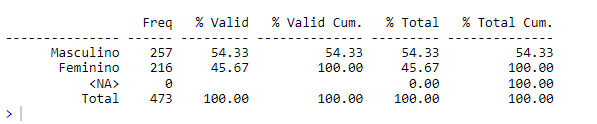 Freq % Valid % Valid Cum. % Total % Total Cum.
--------------- ------ --------- -------------- --------- --------------
Masculino 257 54.33 54.33 54.33 54.33
Feminino 216 45.67 100.00 45.67 100.00
<NA> 0 0.00 100.00
Total 473 100.00 100.00 100.00 100.00
>